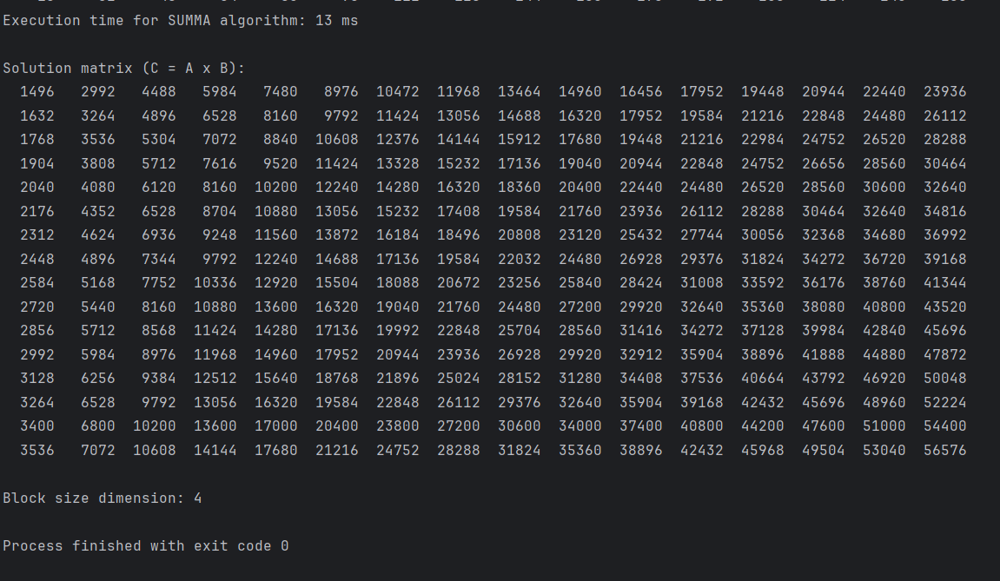 Execution time for SUMMA algorithm: 13 ms
Solution matrix (C = A x B):
1496 2992 4488 5984 7480 8976 10472 11968 13464 14960 16456 17952 19448 20944 22440 23936
1632 3264 4896 6528 8160 9792 11424 13056 14688 16320 17952 19584 21216 22848 24480 26112
1768 3536 5304 7072 8840 10608 12376 14144 15912 17680 19448 21216 22984 24752 26520 28288
1904 3808 5712 7616 9520 11424 13328 15232 17136 19040 20944 22848 24752 26656 28560 30464
2040 4080 6120 8160 10200 12240 14280 16320 18360 20400 22440 24480 26520 28560 30600 32640
2176 4352 6528 8704 10880 13056 15232 17408 19584 21760 23936 26112 28288 30464 32640 34816
2312 4624 6936 9248 11560 13872 16184 18496 20808 23120 25432 27744 30056 32368 34680 36992
2448 4896 7344 9792 12240 14688 17136 19584 22032 24480 26928 29376 31824 34272 36720 39168
2584 5168 7752 10336 12920 15504 18088 20672 23256 25840 28424 31008 33592 36176 38760 41344
2720 5440 8160 10880 13600 16320 19040 21760 24480 27200 29920 32640 35360 38080 40800 43520
2856 5712 8568 11424 14280 17136 19992 22848 25704 28560 31416 34272 37128 39984 42840 45696
2992 5984 8976 11968 14960 17952 20944 23936 26928 29920 32912 35904 38896 41888 44880 47872
3128 6256 9384 12512 15640 18768 21896 25024 28152 31280 34408 37536 40664 43792 46920 50048
3264 6528 9792 13056 16320 19584 22848 26112 29376 32640 35904 39168 42432 45696 48960 52224
3400 6800 10200 13600 17000 20400 23800 27200 30600 34000 37400 40800 44200 47600 51000 54400
3536 7072 10608 14144 17680 21216 24752 28288 31824 35360 38896 42432 45968 49504 53040 56576
Block size dimension: 4
Process finished with exit code 0